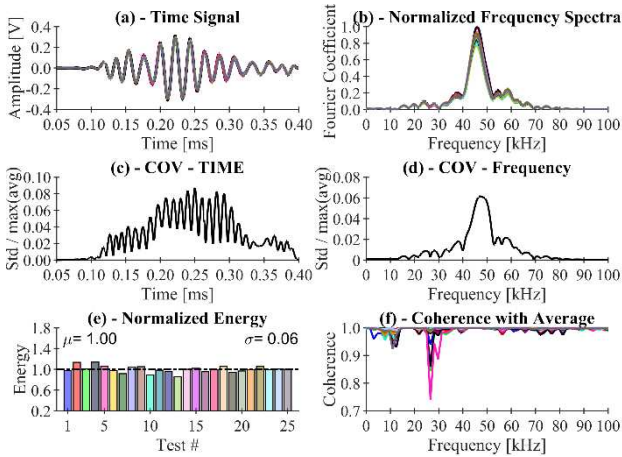 (a) - Time Signal
Amplitude [V]
0.4
0.2
0.0
-0.2
-0.4
0.05 0.10 0.15 0.20 0.25 0.30 0.35 0.40
Time [ms]
(b) - Normalized Frequency Spectra
Fourier Coefficient
1.0
0.8
0.6
0.4
0.2
0.0
0 10 20 30 40 50 60 70 80 90 100
Frequency [kHz]
(c) - COV - TIME
Std / max(avg)
0.10
0.08
0.06
0.04
0.02
0.00
0.05 0.10 0.15 0.20 0.25 0.30 0.35 0.40
Time [ms]
(d) - COV - Frequency
Std / max(avg)
0.08
0.06
0.04
0.02
0
0 10 20 30 40 50 60 70 80 90 100
Frequency [kHz]
(e) - Normalized Energy
μ= 1.00 σ= 0.06
Energy
1.8
1.4
1.0
0.6
0.2
1 5 10 15 20 25
Test #
(f) - Coherence with Average
Coherence
1.0
0.9
0.8
0.7
0 10 20 30 40 50 60 70 80 90 100
Frequency [kHz]